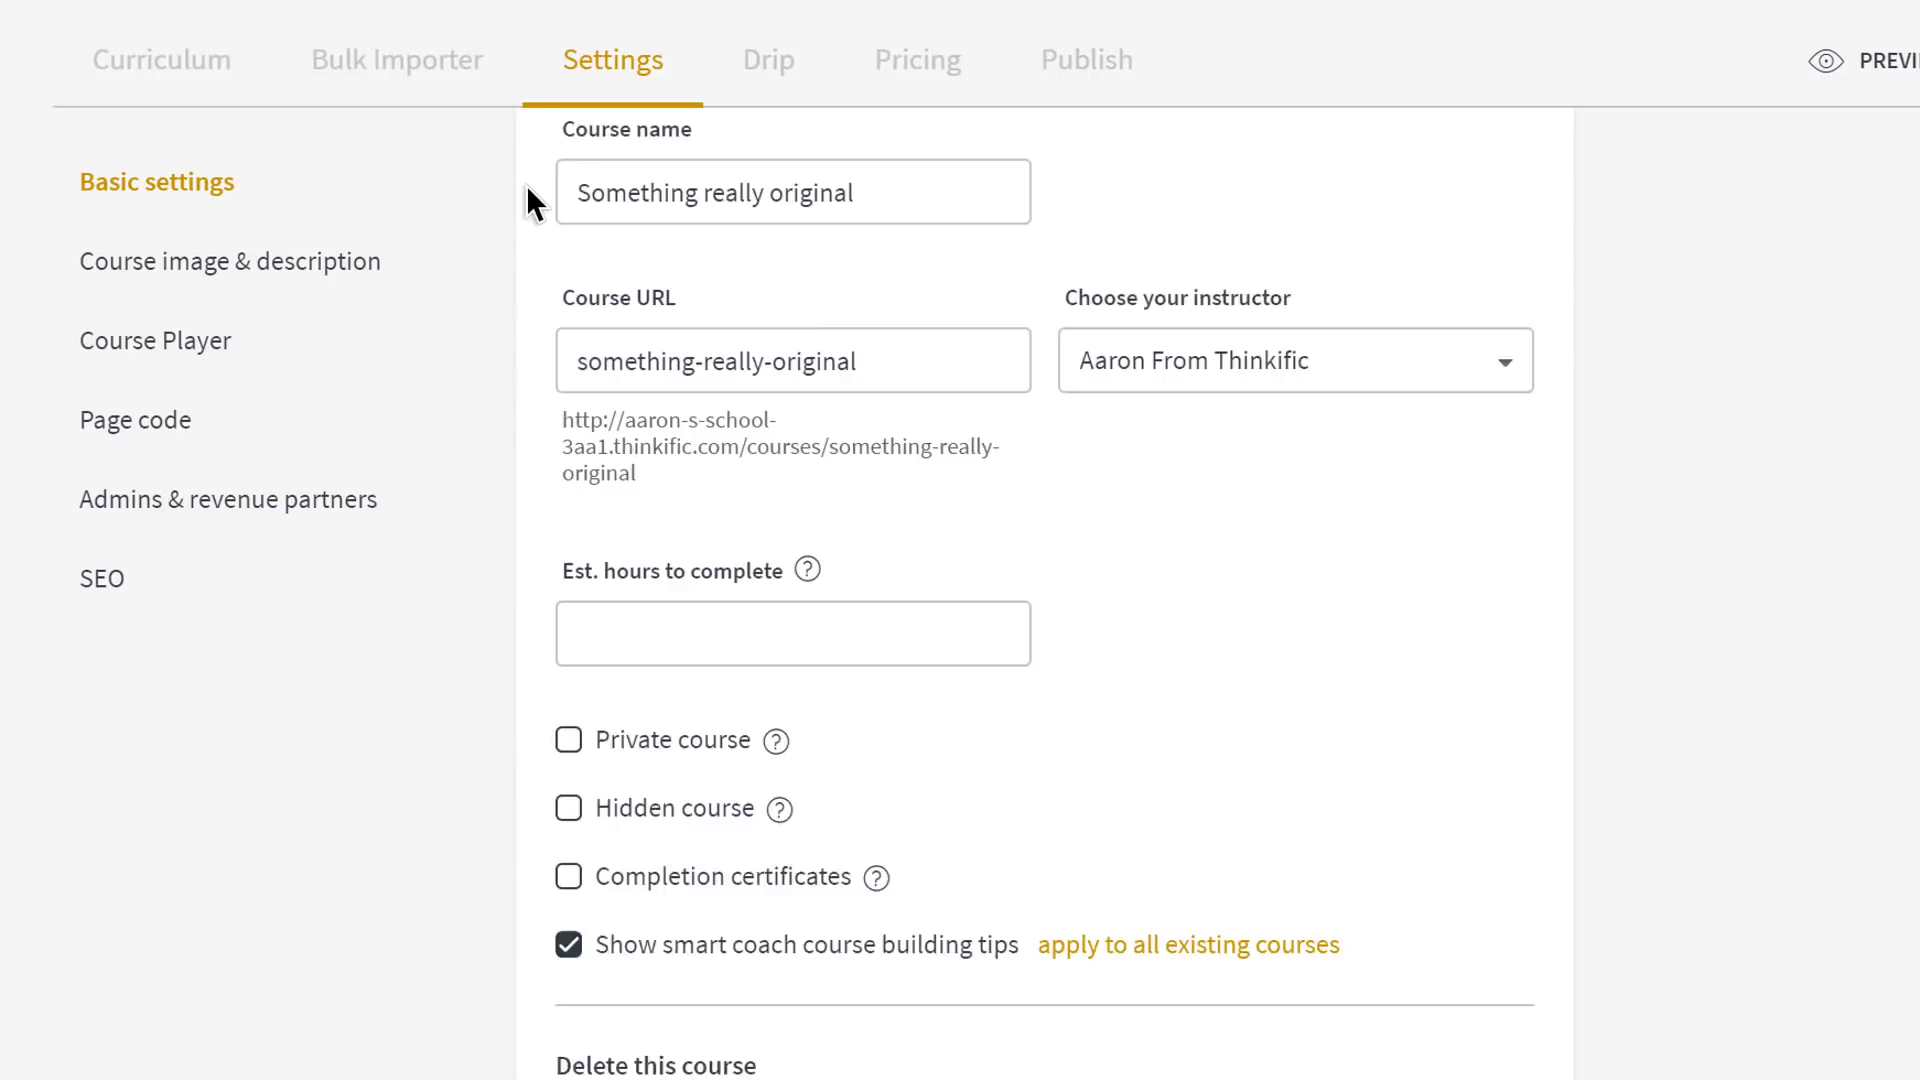 Curriculum Bulk Importer Settings Drip Pricing Publish PREVI
Basic settings
Course image & description
Course Player
Page code
Admins & revenue partners
SEO
Course name
Something really original
Course URL
something-really-original
http://aaron-s-school-
3aa1.thinkific.com/courses/something-really-
original
Choose your instructor
Aaron From Thinkific
Est. hours to complete ?
Private course ?
Hidden course ?
Completion certificates ?
Show smart coach course building tips apply to all existing courses
Delete this course